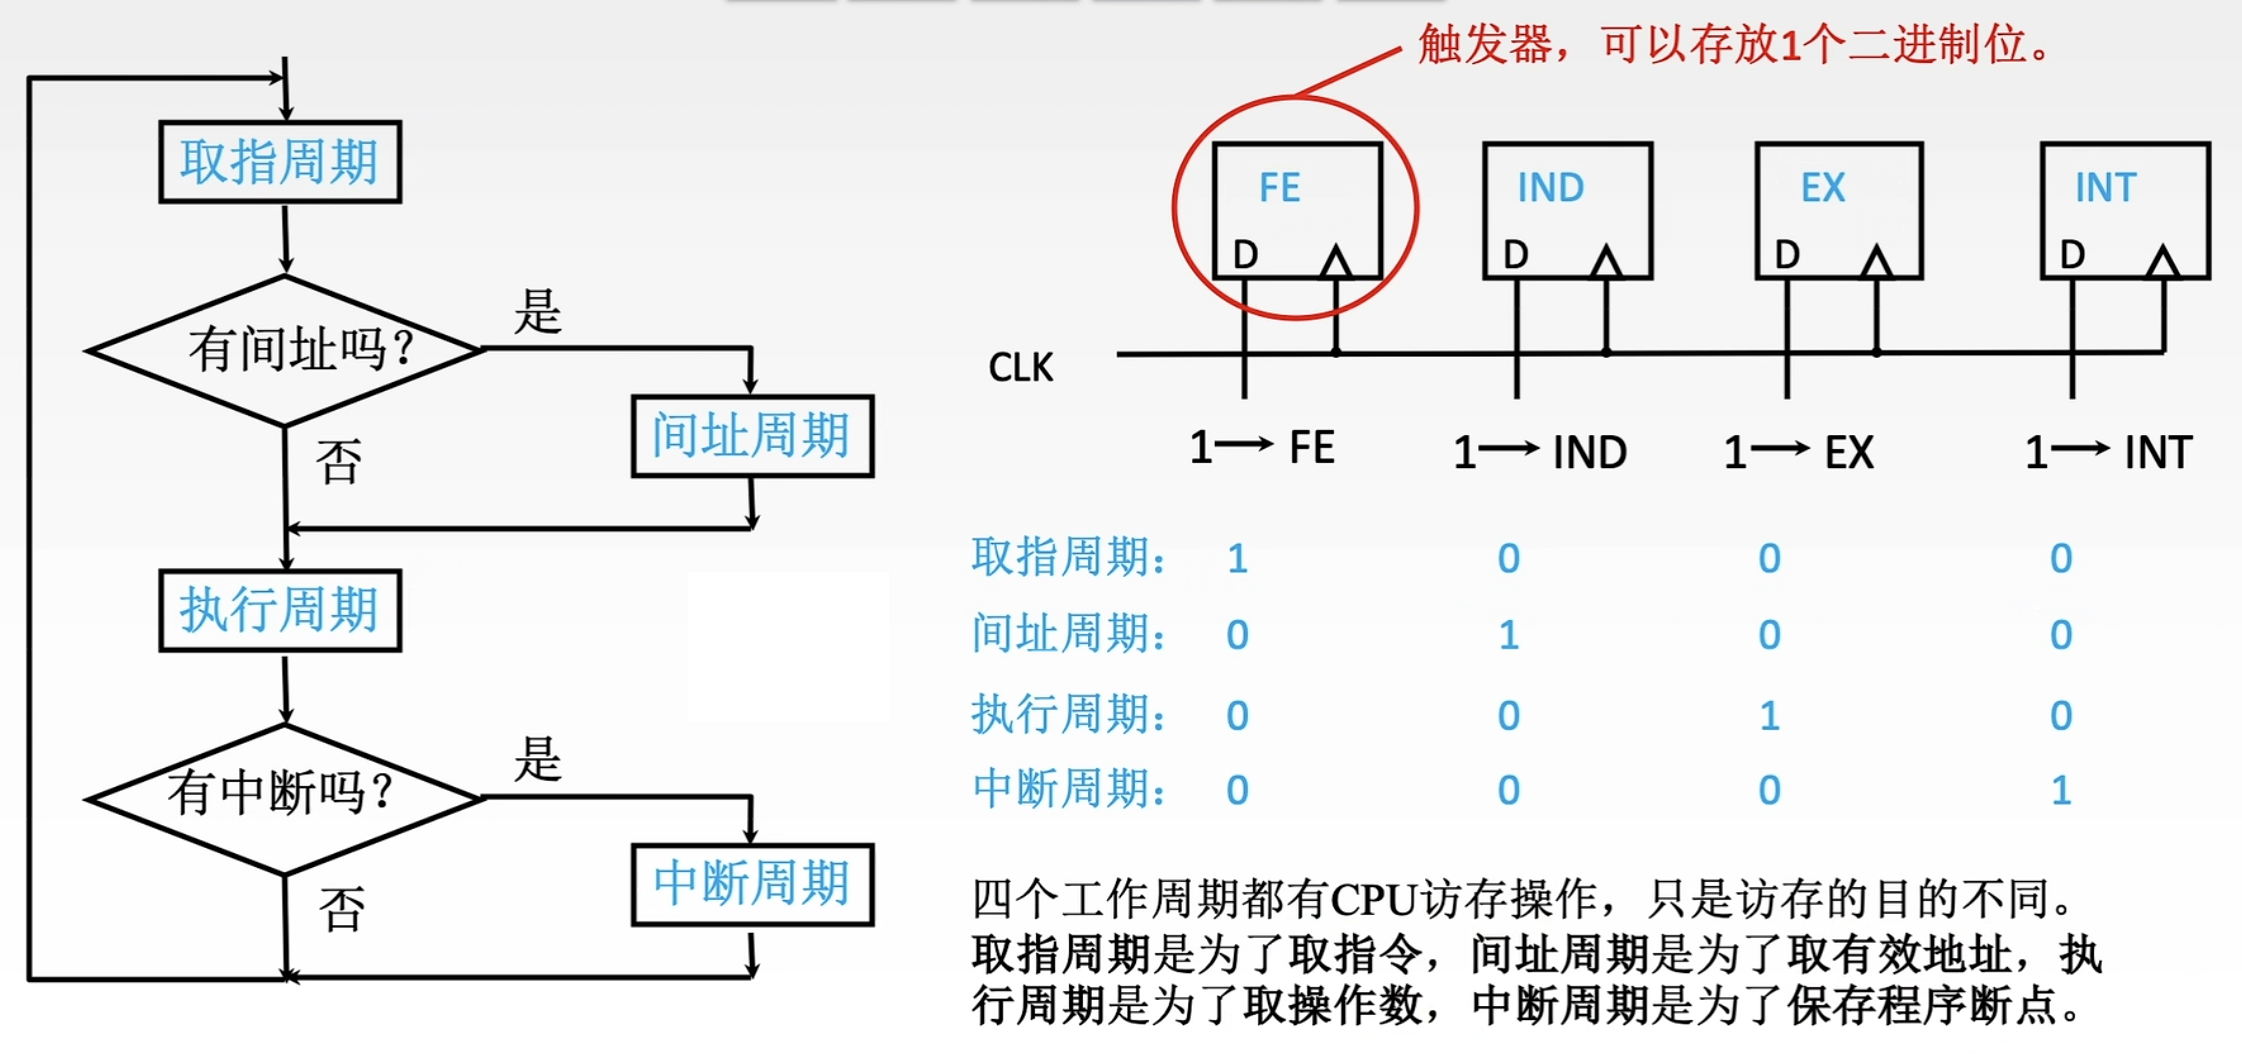 取指周期
有间址吗?
是
间址周期
否
执行周期
有中断吗?
是
中断周期
否
触发器，可以存放1个二进制位。
FE IND EX INT
D D D D
CLK
1→FE 1→IND 1→EX 1→INT
取指周期： 1 0 0 0
间址周期： 0 1 0 0
执行周期： 0 0 1 0
中断周期： 0 0 0 1
四个工作周期都有CPU访存操作，只是访存的目的不同。
取指周期是为了取指令，间址周期是为了取有效地址，执
行周期是为了取操作数，中断周期是为了保存程序断点。